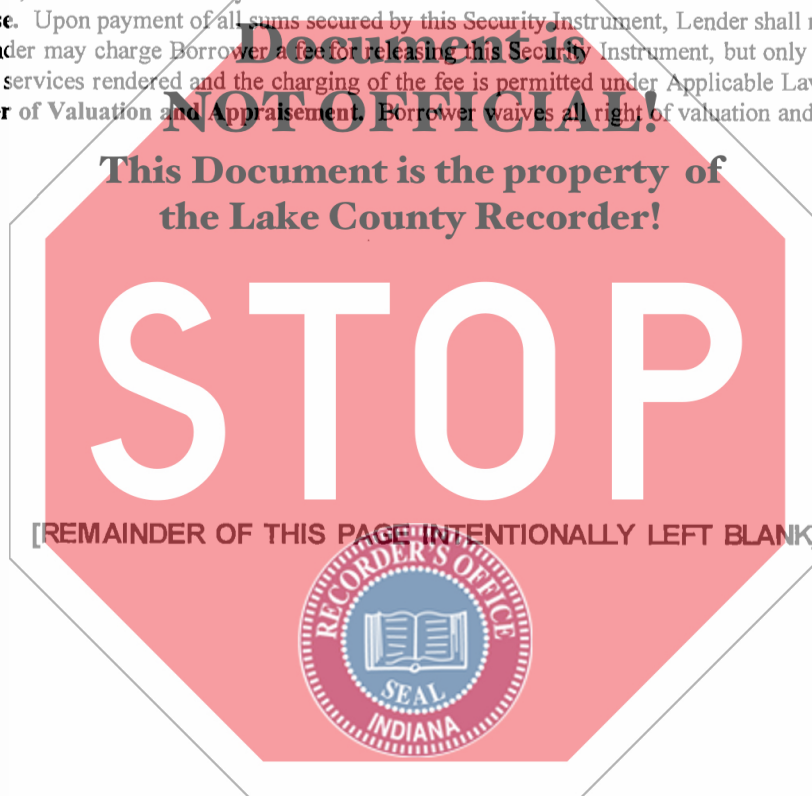 se. Upon payment of all sums secured by this Security Instrument, Lender shall
der may charge Borrower a fee for releasing this Security Instrument, but only
services rendered and the charging of the fee is permitted under Applicable La
r of Valuation and Appraisement. Borrower waives all right of valuation and
Document is
NOT OFFICIAL!
This Document is the property of
the Lake County Recorder!
STOP
[REMAINDER OF THIS PAGE INTENTIONALLY LEFT BLANK
RECORDER'S OFFICE
SEAL
INDIANA